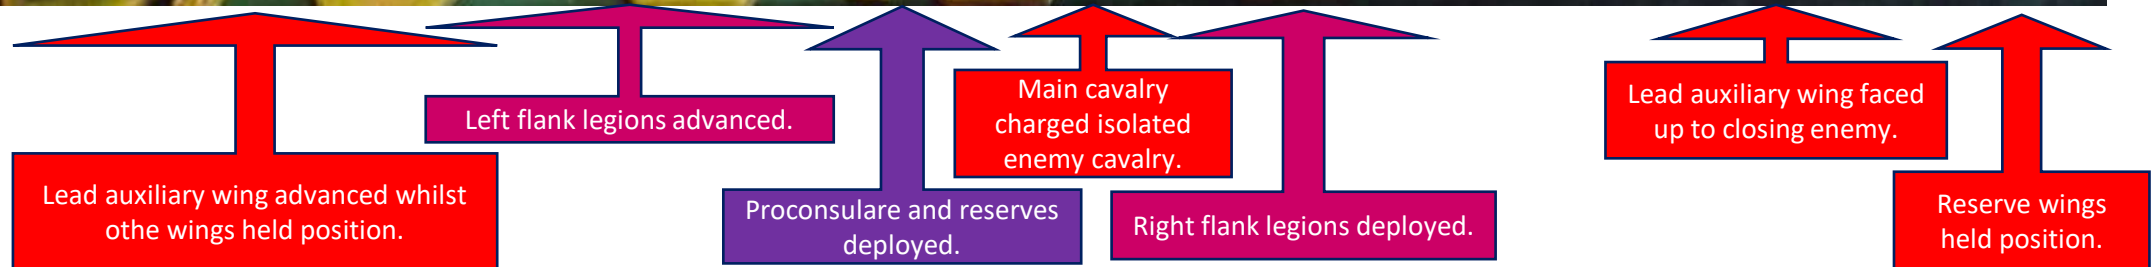 Lead auxiliary wing advanced whilst
othe wings held position.
Left flank legions advanced.
Proconsulare and reserves
deployed.
Main cavalry
charged isolated
enemy cavalry.
Right flank legions deployed.
Lead auxiliary wing faced
up to closing enemy.
Reserve wings
held position.